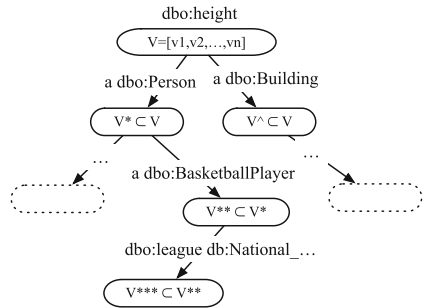 dbo:height
V=[v1,v2,...,vn]
a dbo:Person a dbo:Building
V* ⊂ V V^ ⊂ V
... ...
a dbo:BasketballPlayer
V** ⊂ V*
dbo:league db:National_...
V*** ⊂ V**